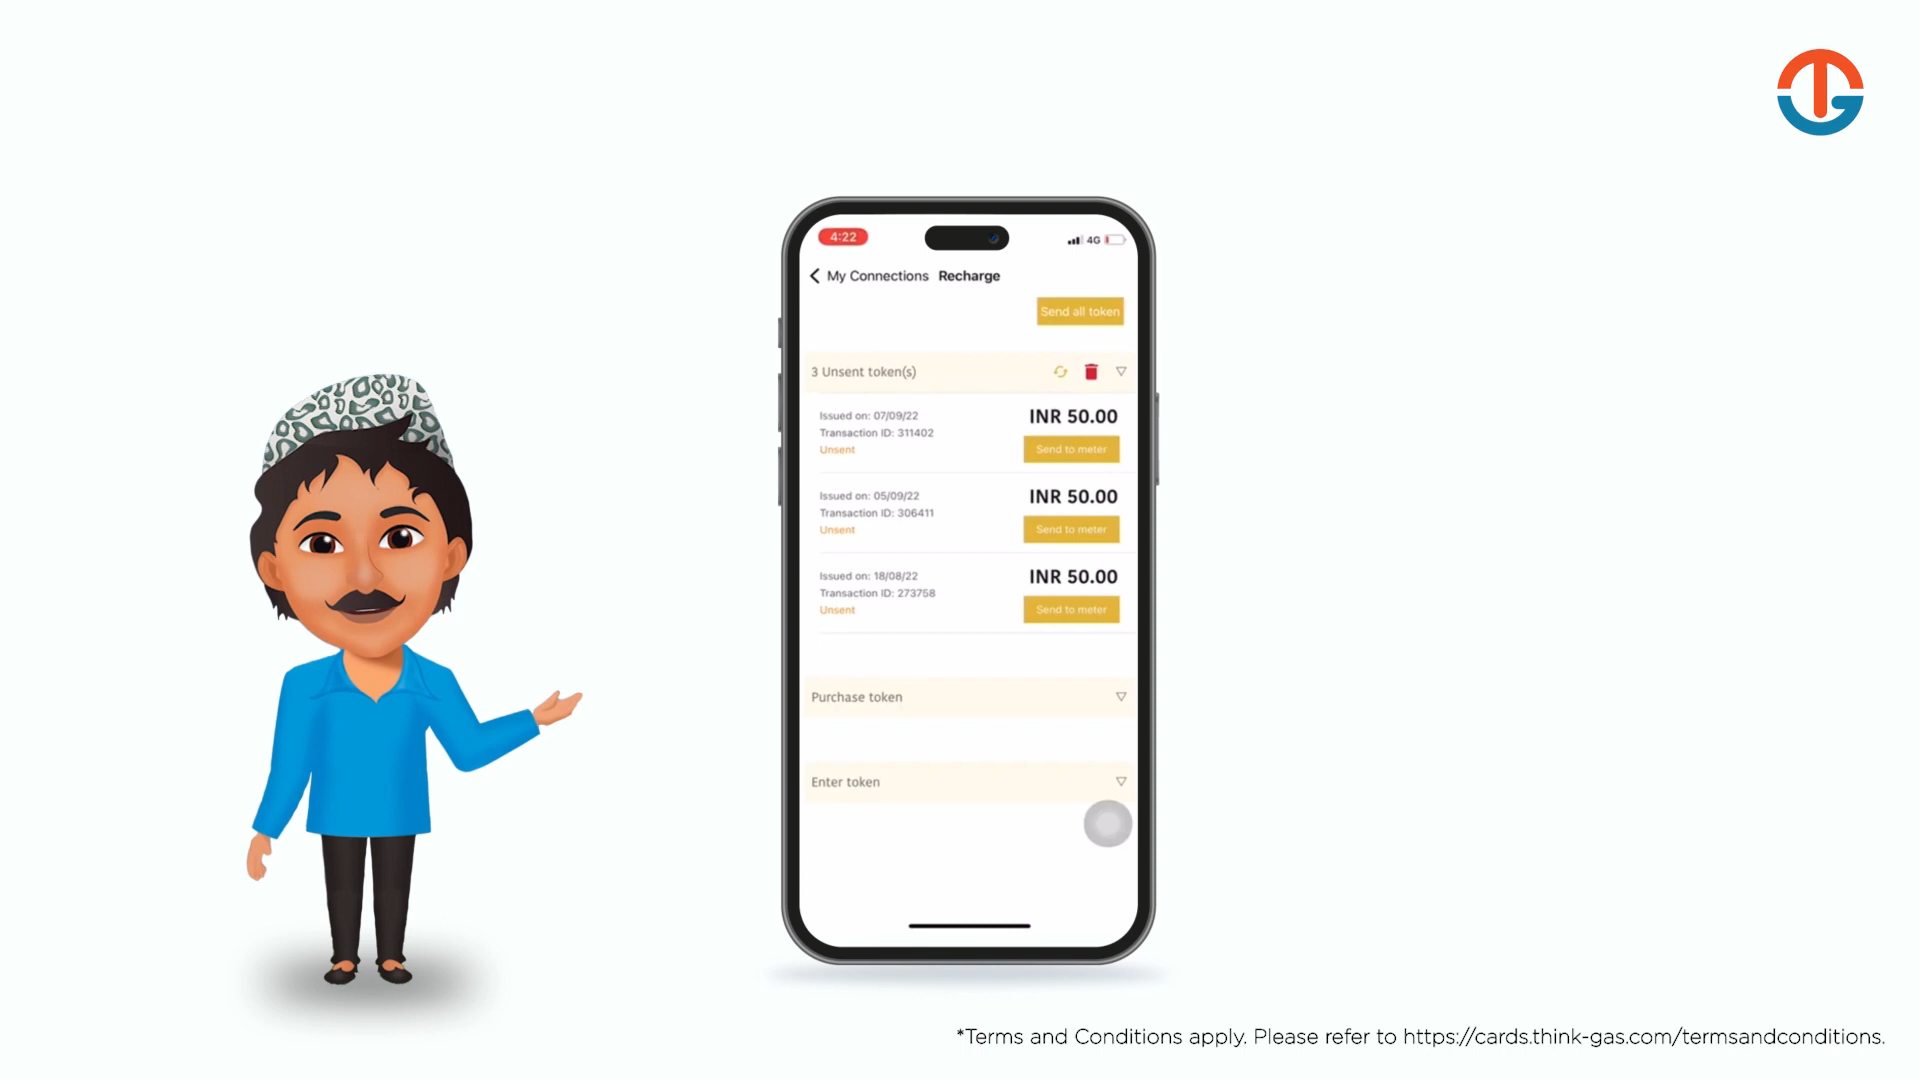 4:22
4G
My Connections Recharge
Send all token
3 Unsent token(s)
Issued on: 07/09/22
INR 50.00
Transaction ID: 311402
Unsent
Send to meter
Issued on: 05/09/22
INR 50.00
Transaction ID: 306411
Unsent
Send to meter
Issued on: 18/08/22
INR 50.00
Transaction ID: 273758
Unsent
Send to meter
Purchase token
Enter token
*Terms and Conditions apply. Please refer to https://cards.think-gas.com/termsandconditions.